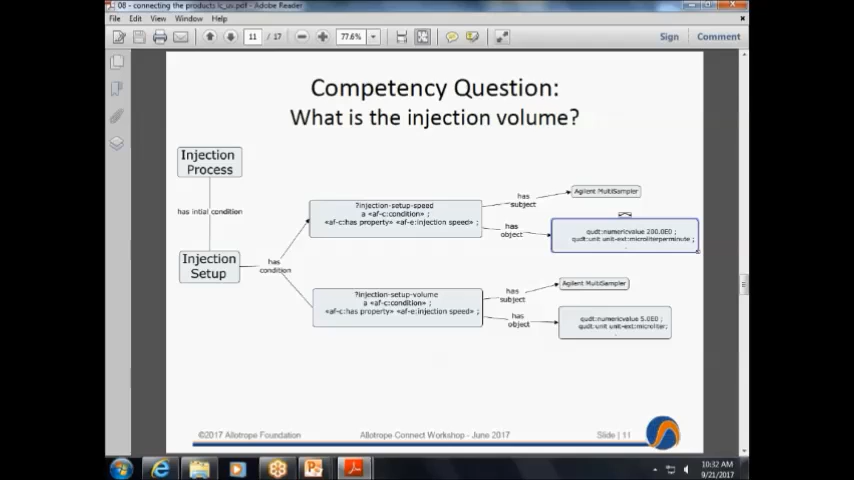 08 - connecting the products lc_us.pdf - Adobe Reader
File Edit View Window Help
11 / 17 77.6% Sign Comment
Competency Question:
What is the injection volume?
Injection
Process
has intial condition
Injection
Setup
has
condition
?injection-setup-speed
a «af-c:condition» ;
«af-c:has property» «af-e:injection speed» ;
has
subject
Agilent MultiSampler
has
object
qudt:numericvalue 200.0E0 ;
qudt:unit unit-ext:microliterperminute ;
.
?injection-setup-volume
a «af-c:condition» ;
«af-c:has property» «af-e:injection speed» ;
has
subject
Agilent MultiSampler
has
object
qudt:numericvalue 5.0E0 ;
qudt:unit unit-ext:microliter;
.
©2017 Allotrope Foundation Allotrope Connect Workshop - June 2017 Slide | 11
10:32 AM
9/21/2017